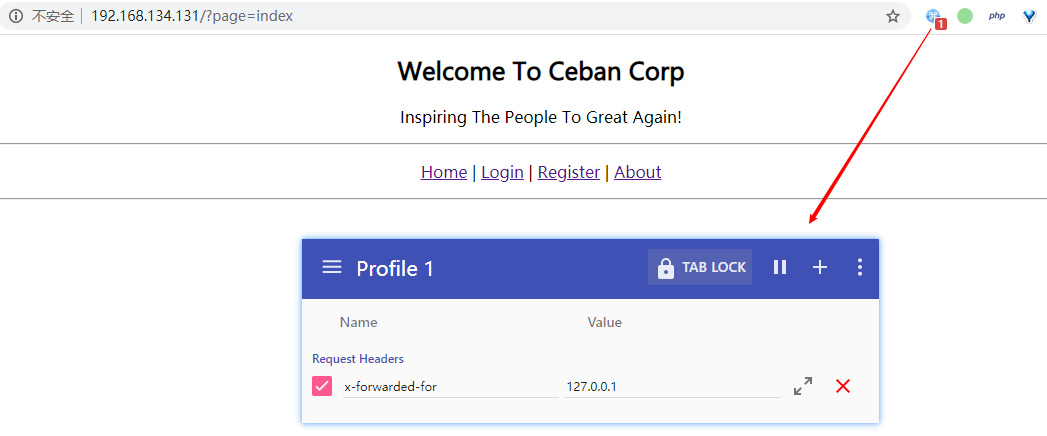 不安全 192.168.134.131/?page=index
1
php
Welcome To Ceban Corp
Inspiring The People To Great Again!
Home | Login | Register | About
Profile 1 TAB LOCK
Name Value
Request Headers
x-forwarded-for 127.0.0.1